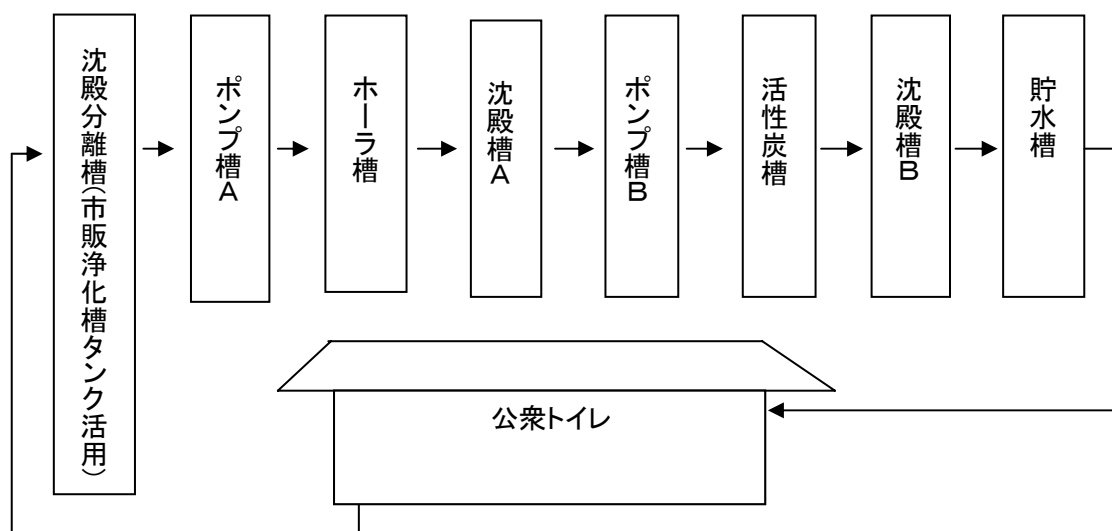 沈殿分離槽(市販浄化槽タンク活用)
ポンプ槽A
ホーラ槽
沈殿槽A
ポンプ槽B
活性炭槽
沈殿槽B
貯水槽
公衆トイレ